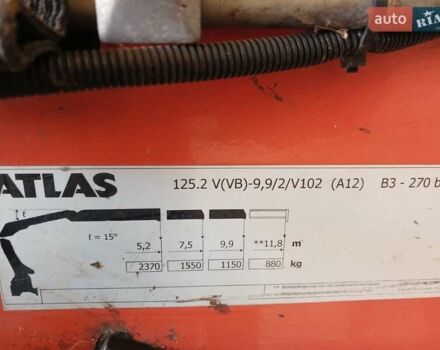 auto RIA
ATLAS
125.2 V(VB)-9,9/2/V102 (A12) B3 - 270 b
ℓ
ℓ = 15°
5,2 7,5 9,9 **11,8 m
2370 1550 1150 880 kg